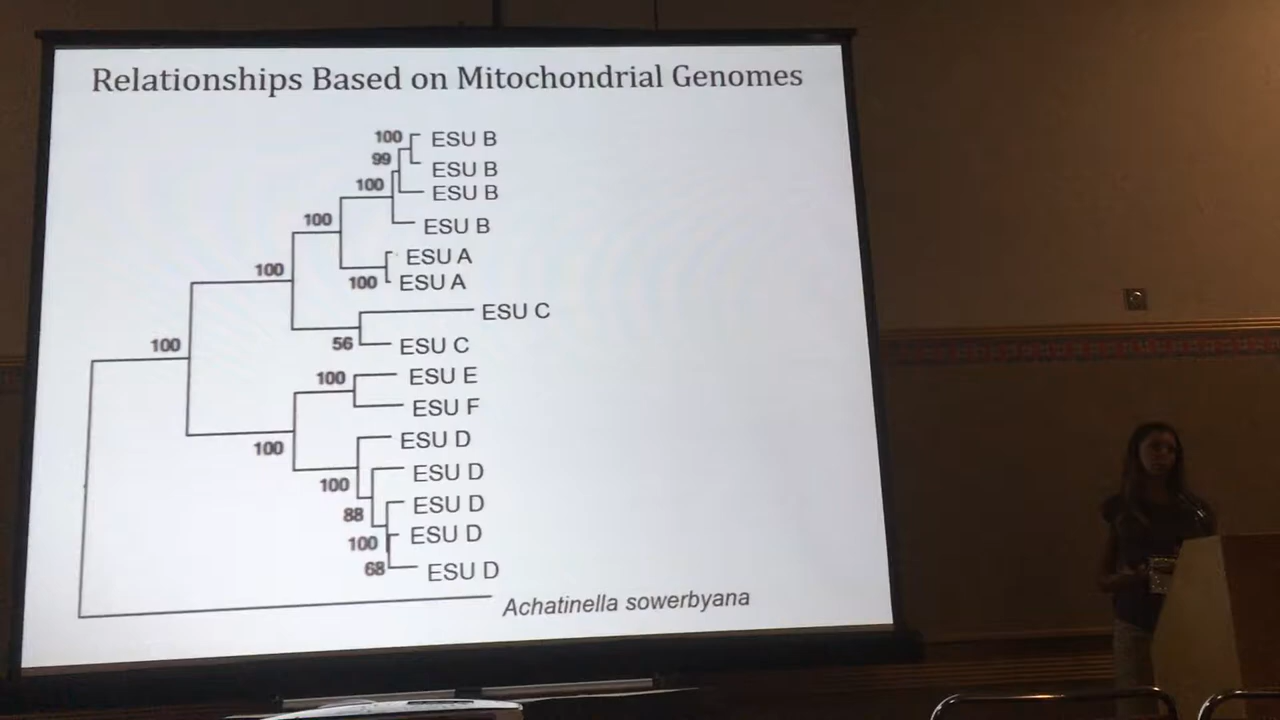 Relationships Based on Mitochondrial Genomes
100 ESU B
99
ESU B
100 ESU B
100 ESU B
ESU A
100 100 ESU A
ESU C
100 56 ESU C
100 ESU E
ESU F
100 ESU D
100 ESU D
88 ESU D
100 ESU D
68 ESU D
Achatinella sowerbyana